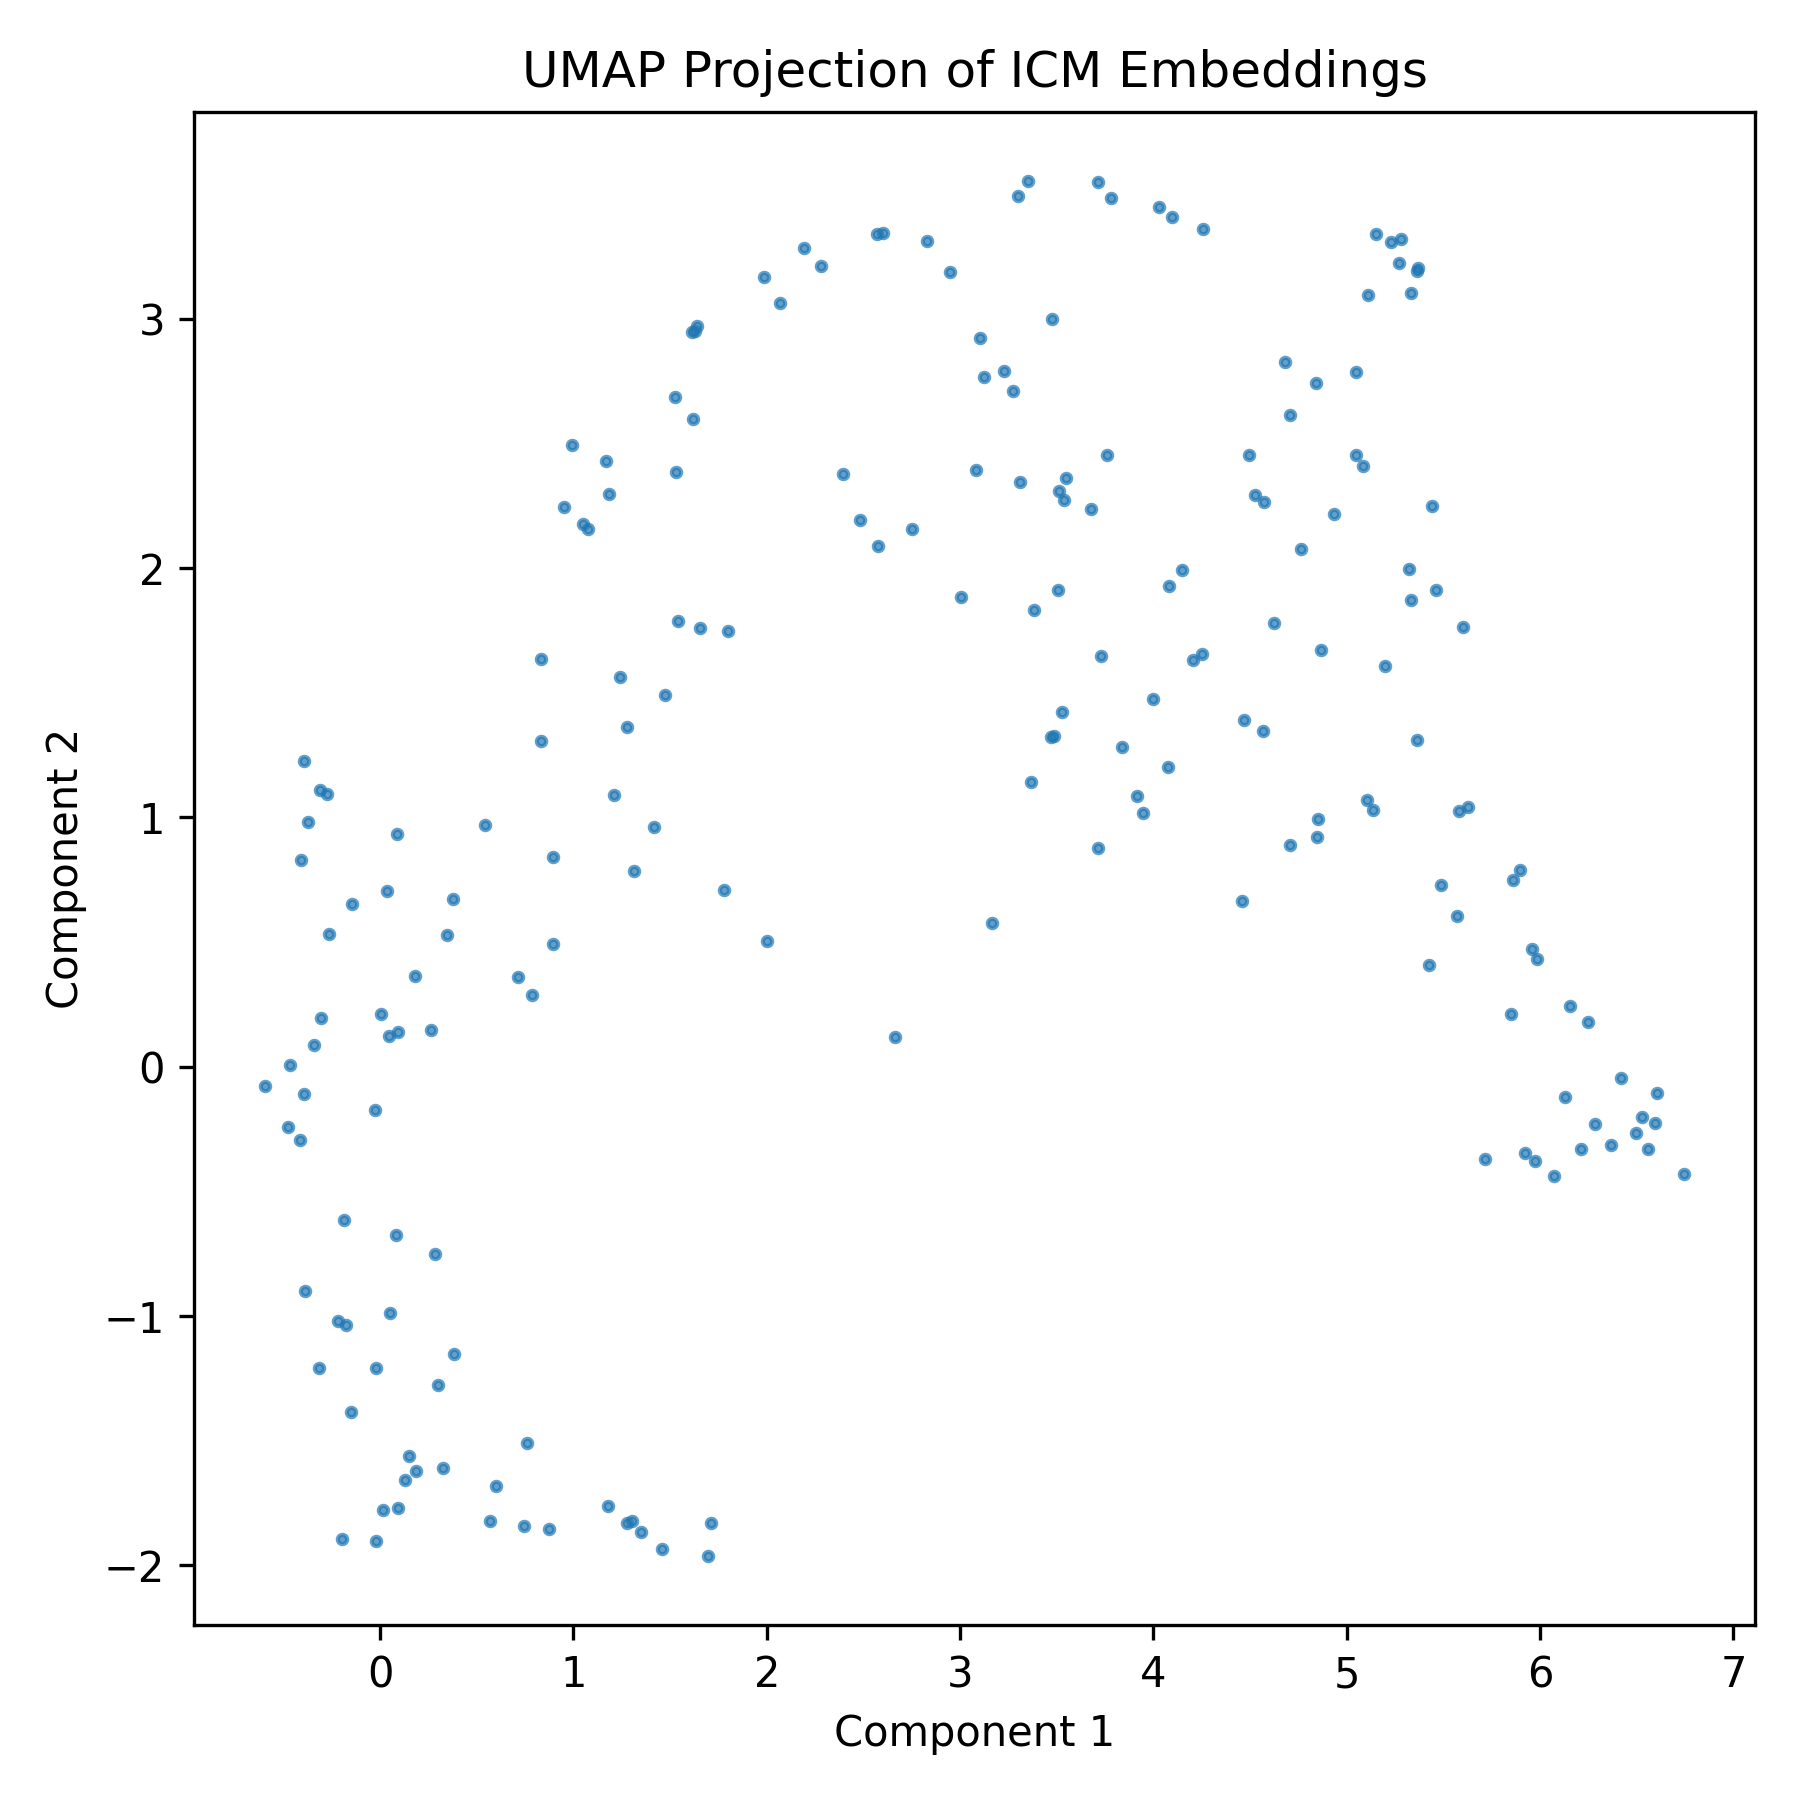 UMAP Projection of ICM Embeddings
Component 2
3
2
1
0
−1
−2
0 1 2 3 4 5 6 7
Component 1